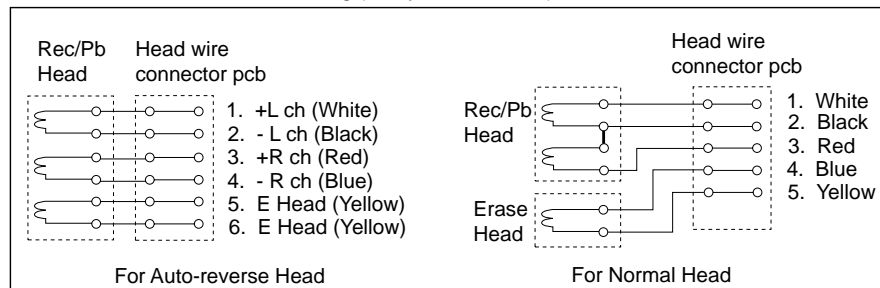 Rec/Pb
Head
Head wire
connector pcb
1. +L ch (White)
2. - L ch (Black)
3. +R ch (Red)
4. - R ch (Blue)
5. E Head (Yellow)
6. E Head (Yellow)
For Auto-reverse Head
Head wire
connector pcb
Rec/Pb
Head
1. White
2. Black
3. Red
4. Blue
5. Yellow
Erase
Head
For Normal Head